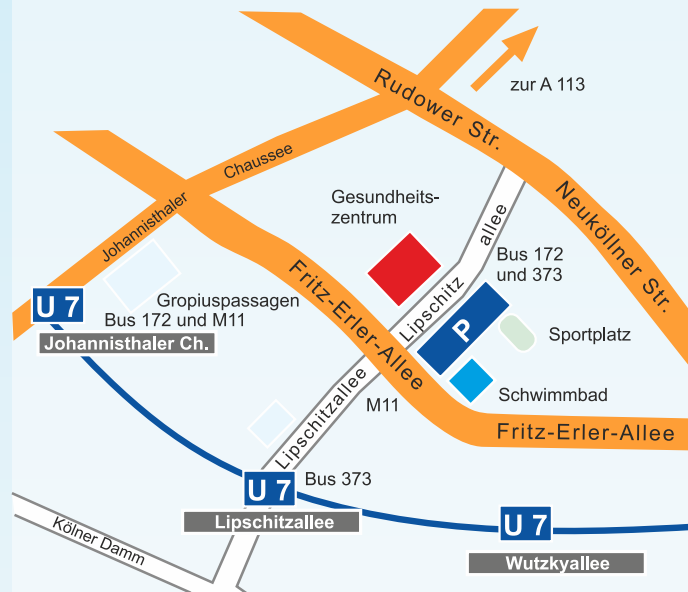 zur A 113
Rudower Str.
Chaussee
Johannisthaler
Gesundheits-
zentrum
allee
Lipschitz
Neuköllner Str.
Bus 172
und 373
Fritz-Erler-Allee
U 7
Gropiuspassagen
Bus 172 und M11
Johannisthaler Ch.
P
Sportplatz
Schwimmbad
M11
Lipschitzallee
Fritz-Erler-Allee
Bus 373
U 7
Lipschitzallee
U 7
Wutzkyallee
Kölner Damm